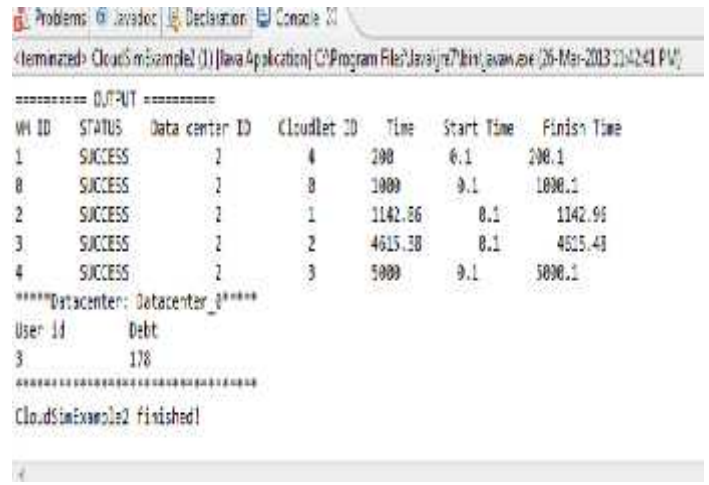 Problems Javadoc Declaration Console
<terminated> CloudSimExample2 (1) [Java Application] C:\Program Files\Java\jre7\bin\javaw.exe (26-Mar-2013 11:42:41 PM)
========== OUTPUT ==========
VM ID STATUS Data center ID Cloudlet ID Time Start Time Finish Time
1 SUCCESS 2 4 200 0.1 200.1
0 SUCCESS 2 0 1000 0.1 1000.1
2 SUCCESS 2 1 1142.86 0.1 1142.96
3 SUCCESS 2 2 4615.38 0.1 4615.48
4 SUCCESS 2 3 5000 0.1 5000.1
*****Datacenter: Datacenter_0*****
User id Debt
3 178
**********************************
CloudSimExample2 finished!